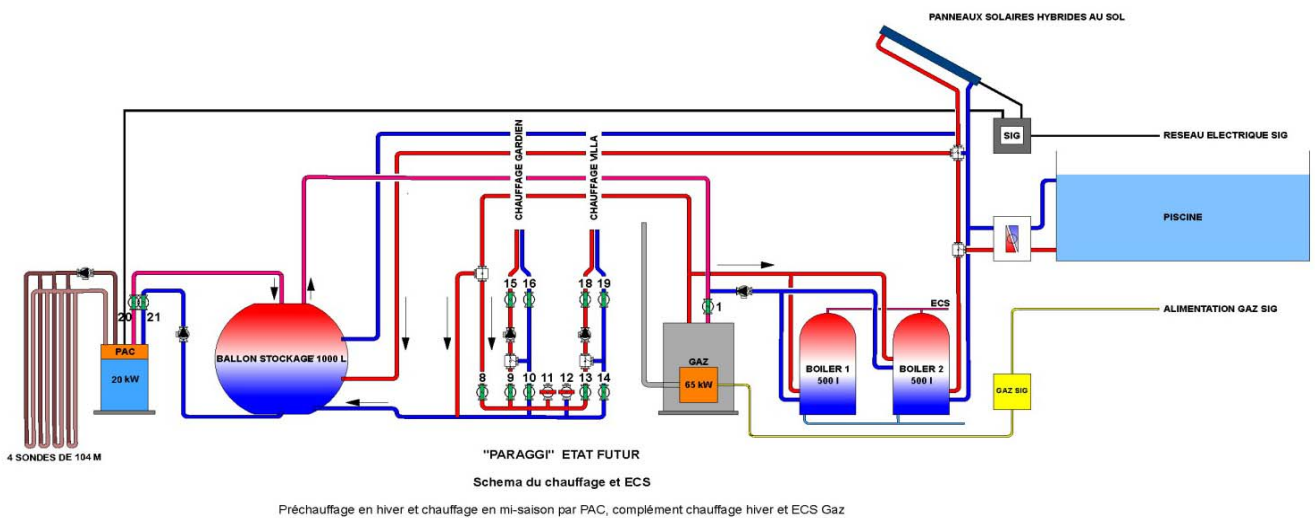 PANNEAUX SOLAIRES HYBRIDES AU SOL
SIG
RESEAU ELECTRIQUE SIG
CHAUFFAGE GARDIEN
CHAUFFAGE VILLA
PISCINE
15
16
18
19
20
21
1
ECS
ALIMENTATION GAZ SIG
PAC
20 kW
BALLON STOCKAGE 1000 L
GAZ
65 kW
BOILER 1
500 l
BOILER 2
500 l
GAZ SIG
8
9
10
11
12
13
14
4 SONDES DE 104 M
"PARAGGI" ETAT FUTUR
Schema du chauffage et ECS
Préchauffage en hiver et chauffage en mi-saison par PAC, complément chauffage hiver et ECS Gaz